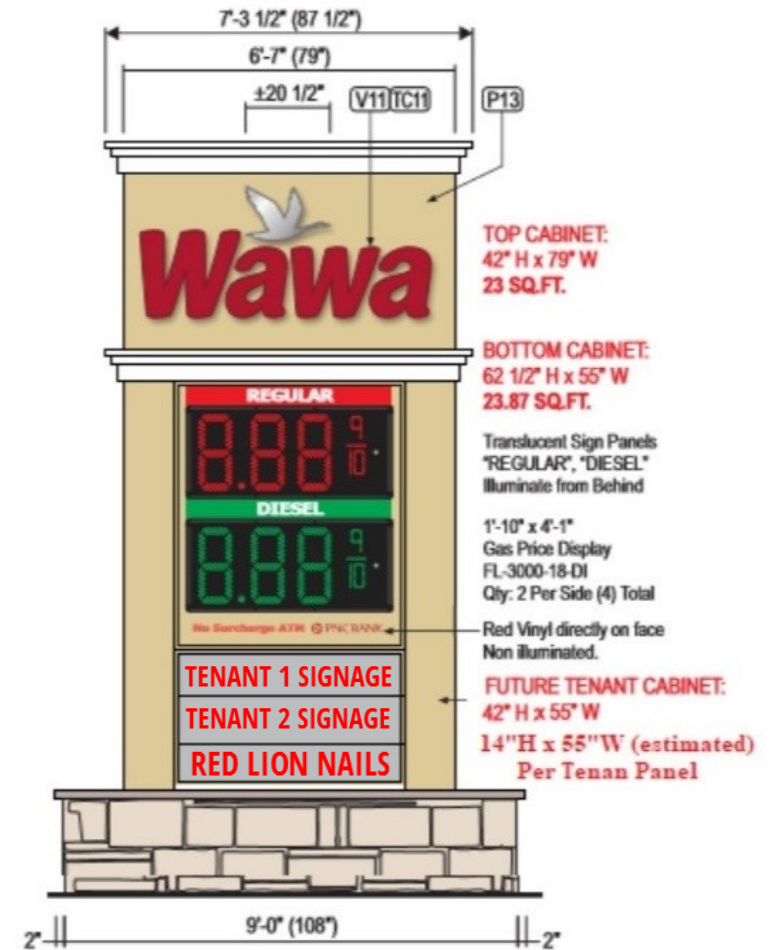 7'-3 1/2" (87 1/2")
6'-7" (79")
±20 1/2"
V11 TC11
P13
Wawa
TOP CABINET:
42" H x 79" W
23 SQ.FT.
BOTTOM CABINET:
62 1/2" H x 55" W
23.87 SQ.FT.
REGULAR
8.88 9/10
DIESEL
8.88 9/10
No Surcharge ATM PNCBANK
Translucent Sign Panels
"REGULAR", "DIESEL"
Illuminate from Behind
1'-10" x 4'-1"
Gas Price Display
FL-3000-18-DI
Qty: 2 Per Side (4) Total
Red Vinyl directly on face
Non illuminated.
TENANT 1 SIGNAGE
TENANT 2 SIGNAGE
RED LION NAILS
FUTURE TENANT CABINET:
42" H x 55" W
14"H x 55"W (estimated)
Per Tenan Panel
2"
9'-0" (108")
2"